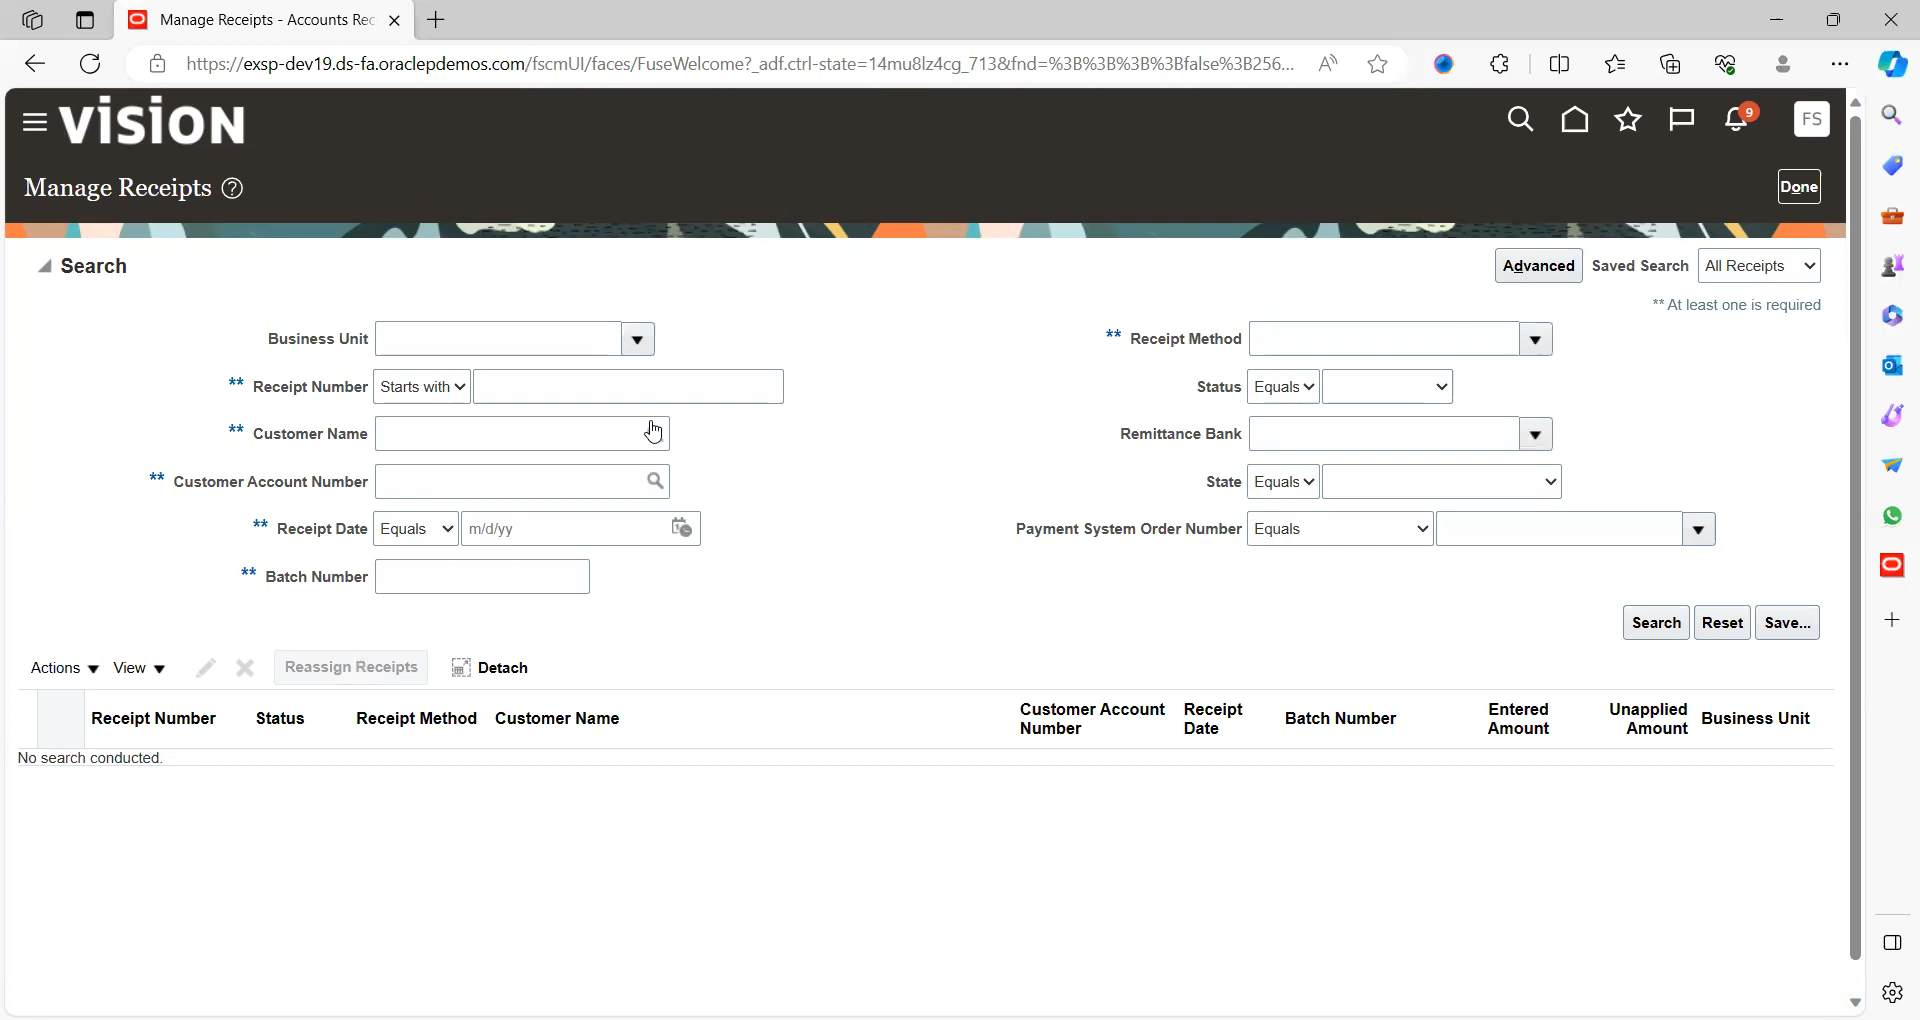 Manage Receipts - Accounts Rec
https://exsp-dev19.ds-fa.oraclepdemos.com/fscmUI/faces/FuseWelcome?_adf.ctrl-state=14mu8lz4cg_713&fnd=%3B%3B%3B%3Bfalse%3B256...
VISION
9
FS
Manage Receipts
Done
Search
Advanced Saved Search All Receipts
** At least one is required
Business Unit
** Receipt Method
** Receipt Number Starts with
Status Equals
** Customer Name
Remittance Bank
** Customer Account Number
State Equals
** Receipt Date Equals m/d/yy
Payment System Order Number Equals
** Batch Number
Search Reset Save...
Actions View Reassign Receipts Detach
Receipt Number Status Receipt Method Customer Name Customer Account Number Receipt Date Batch Number Entered Amount Unapplied Amount Business Unit
No search conducted.